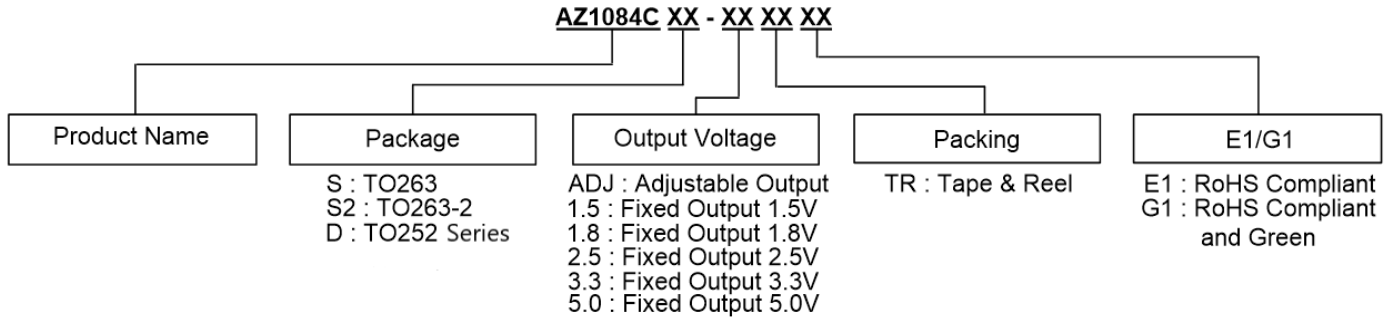 AZ1084C XX - XX XX XX
Product Name
Package
Output Voltage
Packing
E1/G1
S : TO263
S2 : TO263-2
D : TO252 Series
ADJ : Adjustable Output
1.5 : Fixed Output 1.5V
1.8 : Fixed Output 1.8V
2.5 : Fixed Output 2.5V
3.3 : Fixed Output 3.3V
5.0 : Fixed Output 5.0V
TR : Tape & Reel
E1 : RoHS Compliant
G1 : RoHS Compliant
and Green